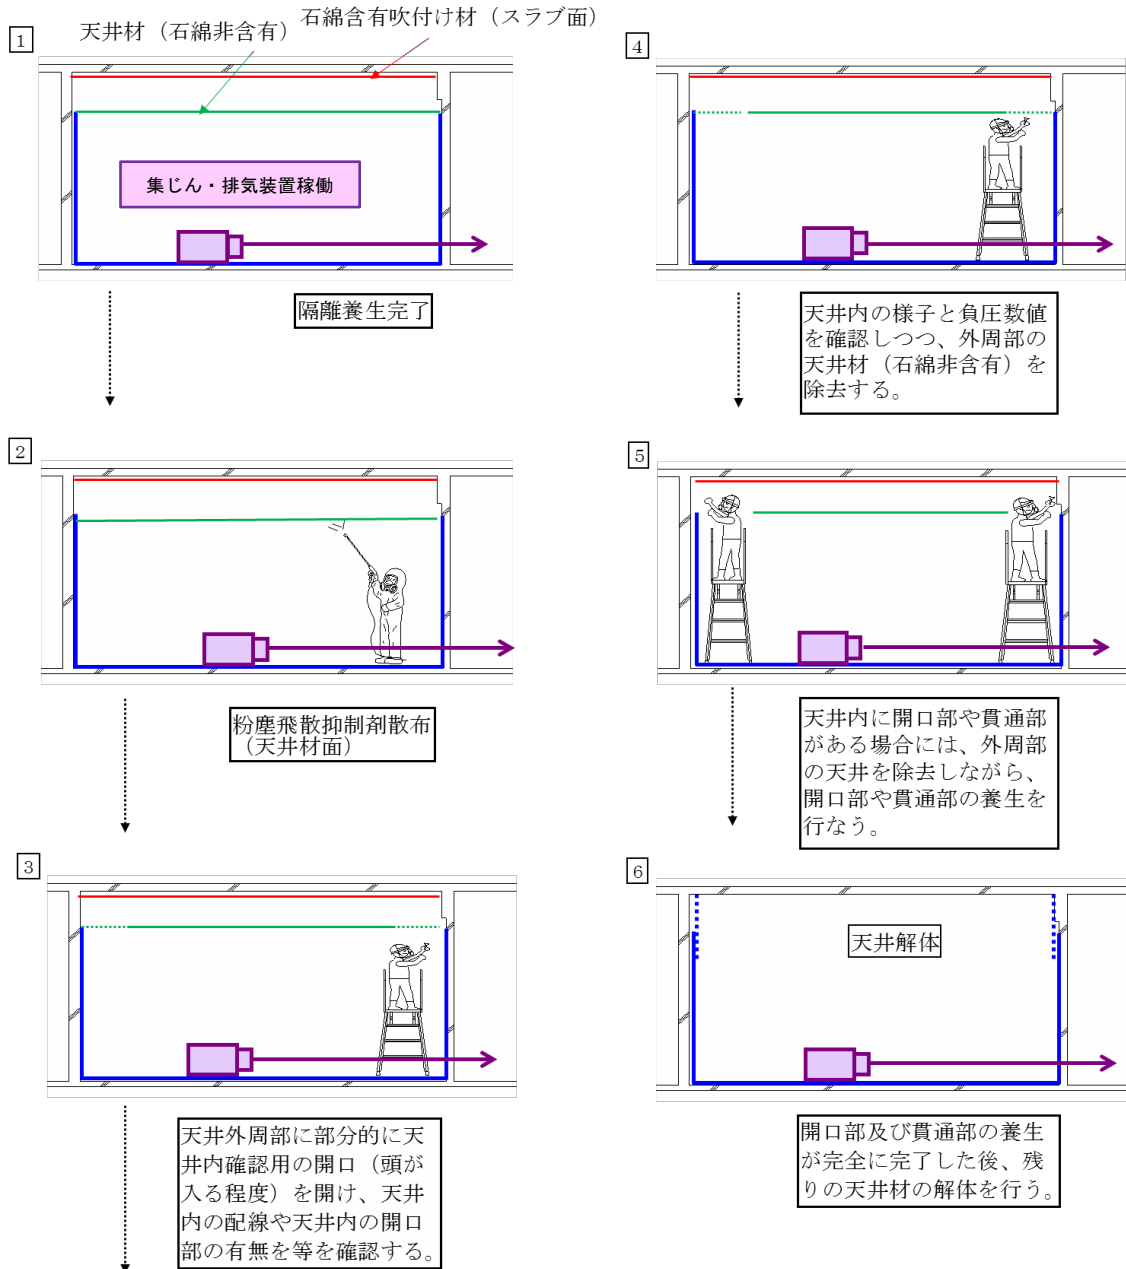 1
天井材（石綿非含有）
石綿含有吹付け材（スラブ面）
集じん・排気装置稼働
隔離養生完了
2
粉塵飛散抑制剤散布
（天井材面）
3
天井外周部に部分的に天
井内確認用の開口（頭が
入る程度）を開け、天井
内の配線や天井内の開口
部の有無を等を確認する。
4
天井内の様子と負圧数値
を確認しつつ、外周部の
天井材（石綿非含有）を
除去する。
5
天井内に開口部や貫通部
がある場合には、外周部
の天井を除去しながら、
開口部や貫通部の養生を
行なう。
6
天井解体
開口部及び貫通部の養生
が完全に完了した後、残
りの天井材の解体を行う。